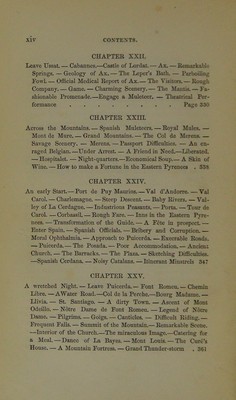 xiv CONTENTS.
CHAPTER XXII.
Leave Ussat. — Cabannes.—Castle of Lordat. — Ax. — Remarkable
Springs. — Geology of Ax. — The Leper's Bath. — Parboiling
Fowl. — Official Medical Report of Ax.— The Visitors.— Rough
Company. — Game. — Charming Scenery. — The Mantis. — Fa-
shionable Promenade.—Engage a Muleteer. — Theatrical Per-
formance . . . . . . . Page 330
CHAPTER XXIII.
Across the Mountains. — Spanish Muleteers. — Royal Mules. —
Mont de Mars. — Grand Mountains. — The Col de Merens —
Savage Scenery. — Merens. — Passport Difficulties. — An en-
raged Belgian.—Under Arrest. — A Friend in Need.—Liberated.
— Hospitalet. — Night-quarters.—Economical Soup.— A Skin of
Wine. — How to make a Fortune in the Eastern Pyrenees . 338
CHAPTER XXIV.
An early Start.— Port de Puy Maurins.— Val d'Andorre. — Val
Carol. — Charlemagne. — Steep Descent. — Baby Rivers. — Val-
ley of La Cerdagne. — Industrious Peasants. — Porta. — Tour de
Carol. — Corbassil.— Rough Fare. — Inns in the Eastern Pyre-
nees. — Transformation of the Guide. — A Fine in prospect. —
Enter Spain. — Spanish Officials. — Bribery and Corruption. —
Moral Ophthalmia. — Approach to Puicerda. — Execrable Roads.
— Puicerda. — The Posada. — Poor Accommodation. — Ancient
Church. — The Barracks. — The Plaza. — Sketching Difficulties.
—Spanish Cerdana. — Noisy Catalans. — Itinerant Minstrels 347
CHAPTER XXV.
A wretched Night. — Leave Puicerda. — Font Romeu. — Chemin
Libre. —A Water Road.—Col de la Perche.—Bourg Madame. —
Llivia. — St. Santiago. — A dirty Town. — Ascent of Mont
Odeillo. — Nôtre Dame de Font Romeu. — Legend of Nôtre
Dame. — Pilgrims. — Goigs. — Canticles. — Difficult Riding. —
Frequent Falls. — Summit of the Mountain.— Remarkable Scene.
—Interior of the Church.—The miraculous Image.—Catering for
a Meal. — Dance of La Bayas. — Mont Louis. — The Curé's
House. — A Mountain Fortress. — Grand Thunder-storm . 361